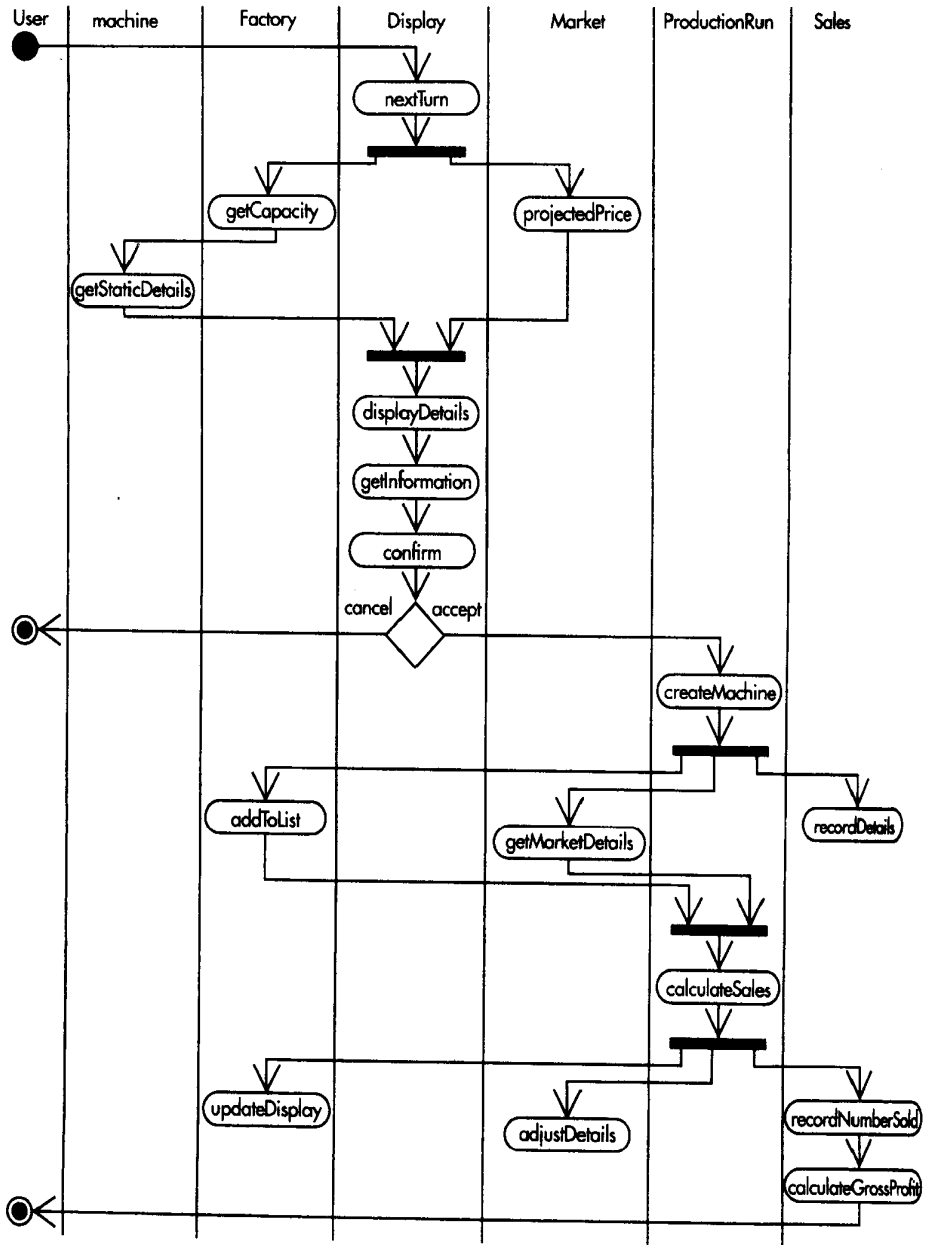 User machine Factory Display Market ProductionRun Sales
nextTurn
getCapacity projectedPrice
getStaticDetails
displayDetails
getInformation
confirm
cancel accept
createMachine
addToList getMarketDetails recordDetails
calculateSales
updateDisplay adjustDetails recordNumberSold
calculateGrossProfit